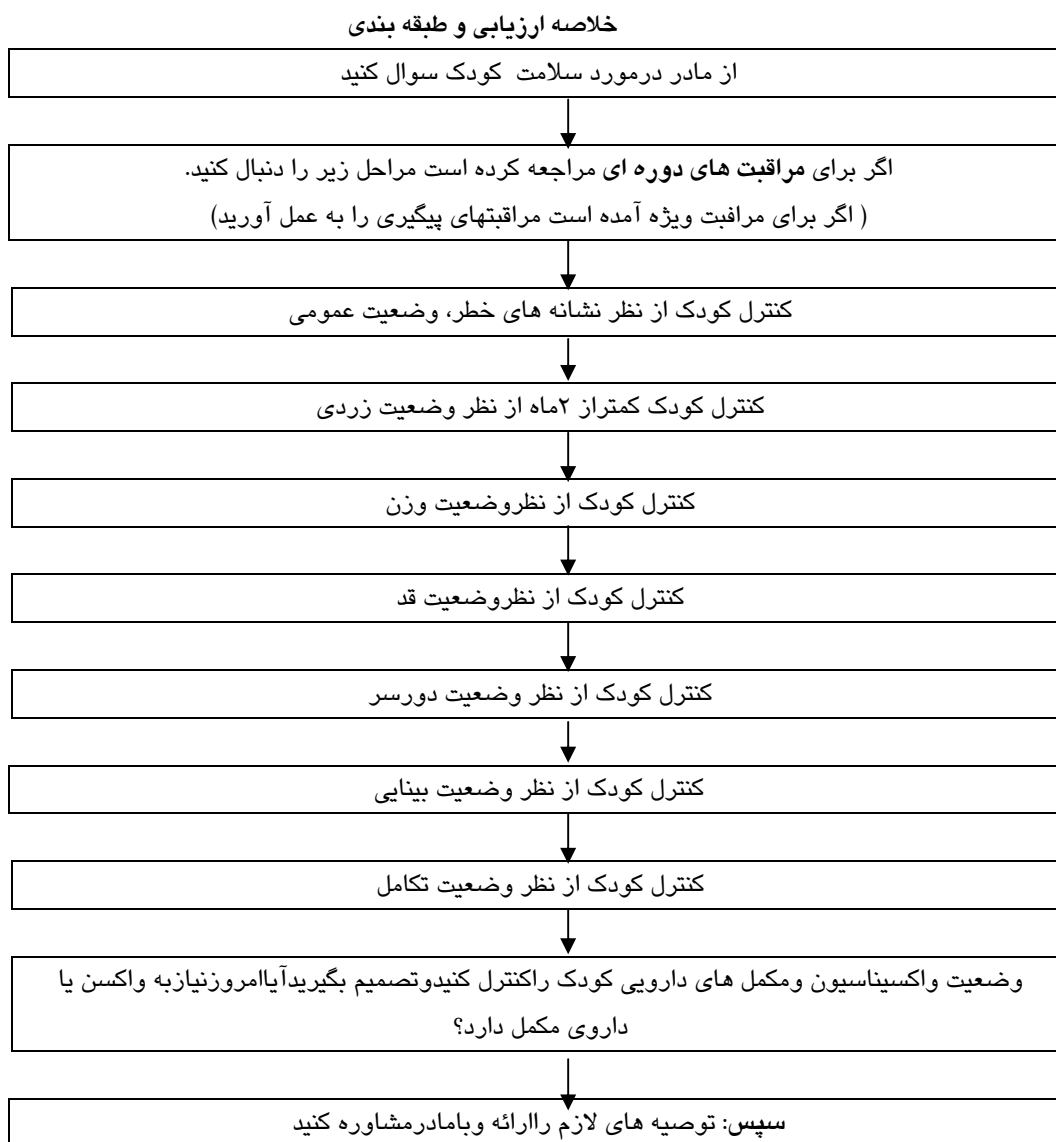 خلاصه ارزیابی و طبقه بندی
از مادر درمورد سلامت کودک سوال کنید
اگر برای مراقبت های دوره ای مراجعه کرده است مراحل زیر را دنبال کنید.
( اگر برای مرافبت ویژه آمده است مراقبتهای پیگیری را به عمل آورید)
کنترل کودک از نظر نشانه های خطر، وضعیت عمومی
کنترل کودک کمتراز ۲ماه از نظر وضعیت زردی
کنترل کودک از نظروضعیت وزن
کنترل کودک از نظروضعیت قد
کنترل کودک از نظر وضعیت دورسر
کنترل کودک از نظر وضعیت بینایی
کنترل کودک از نظر وضعیت تکامل
وضعیت واکسیناسیون ومکمل های دارویی کودک راکنترل کنیدوتصمیم بگیریدآیاامروزنیازبه واکسن یا
داروی مکمل دارد؟
سپس: توصیه های لازم راارائه وبامادرمشاوره کنید